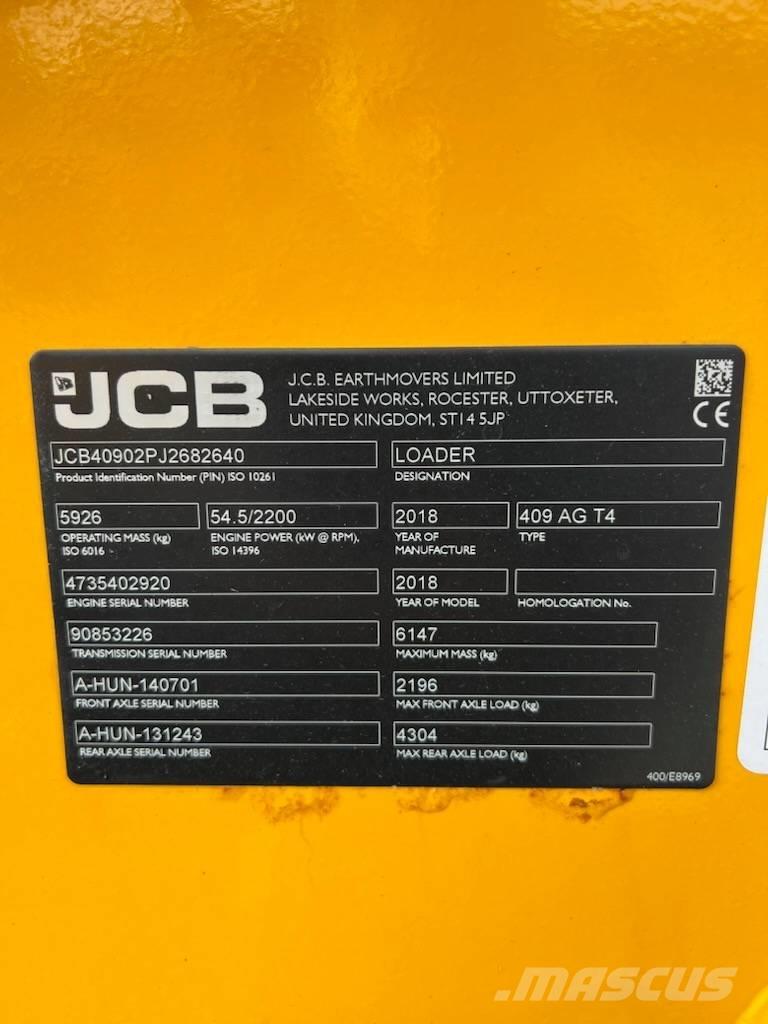 JCB
J.C.B. EARTHMOVERS LIMITED
LAKESIDE WORKS, ROCESTER, UTTOXETER,
UNITED KINGDOM, ST14 5JP
CE
JCB40902PJ2682640
Product Identification Number (PIN) ISO 10261
LOADER
DESIGNATION
5926
OPERATING MASS (kg)
ISO 6016
54.5/2200
ENGINE POWER (kW @ RPM),
ISO 14396
2018
YEAR OF
MANUFACTURE
409 AG T4
TYPE
4735402920
ENGINE SERIAL NUMBER
2018
YEAR OF MODEL
HOMOLOGATION No.
90853226
TRANSMISSION SERIAL NUMBER
6147
MAXIMUM MASS (kg)
A-HUN-140701
FRONT AXLE SERIAL NUMBER
2196
MAX FRONT AXLE LOAD (kg)
A-HUN-131243
REAR AXLE SERIAL NUMBER
4304
MAX REAR AXLE LOAD (kg)
400/E8969
MASCUS